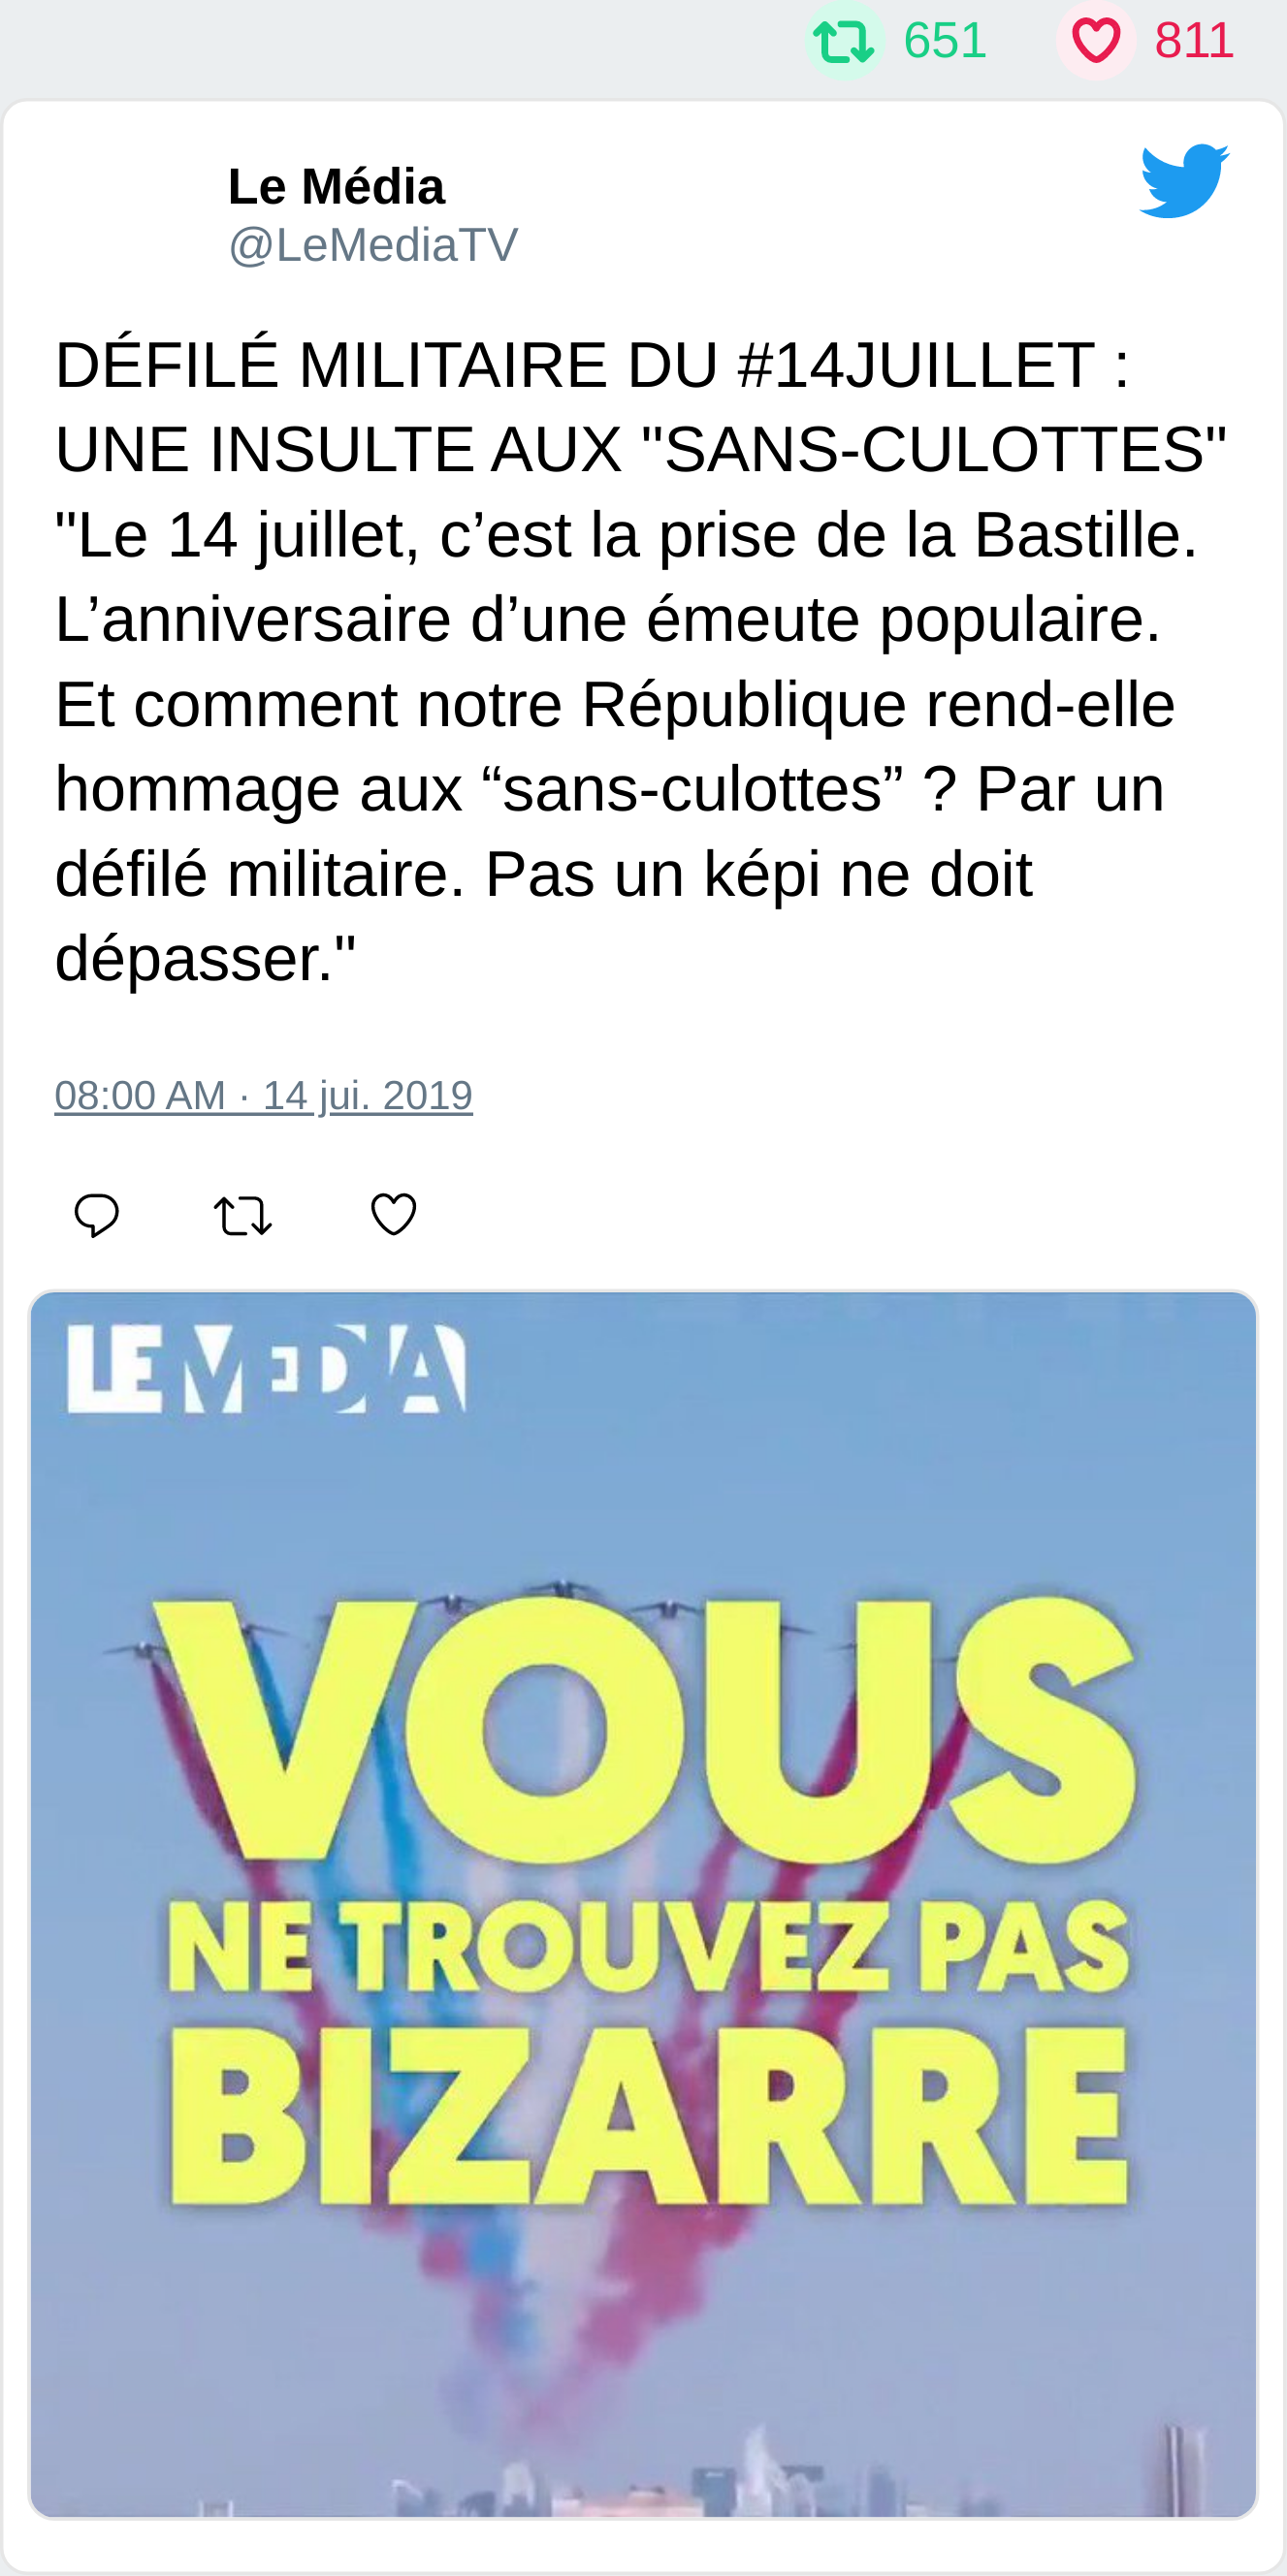 651 811
Le Média
@LeMediaTV
DÉFILÉ MILITAIRE DU #14JUILLET :
UNE INSULTE AUX "SANS-CULOTTES"
"Le 14 juillet, c’est la prise de la Bastille.
L’anniversaire d’une émeute populaire.
Et comment notre République rend-elle
hommage aux “sans-culottes” ? Par un
défilé militaire. Pas un képi ne doit
dépasser."
08:00 AM · 14 jui. 2019
LE MEDIA
VOUS
NE TROUVEZ PAS
BIZARRE